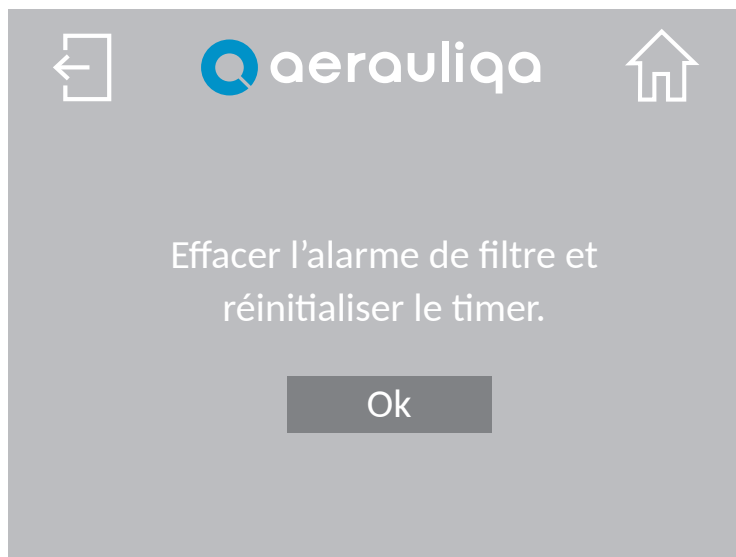 aerauliqa
Effacer l’alarme de filtre et
réinitialiser le timer.
Ok